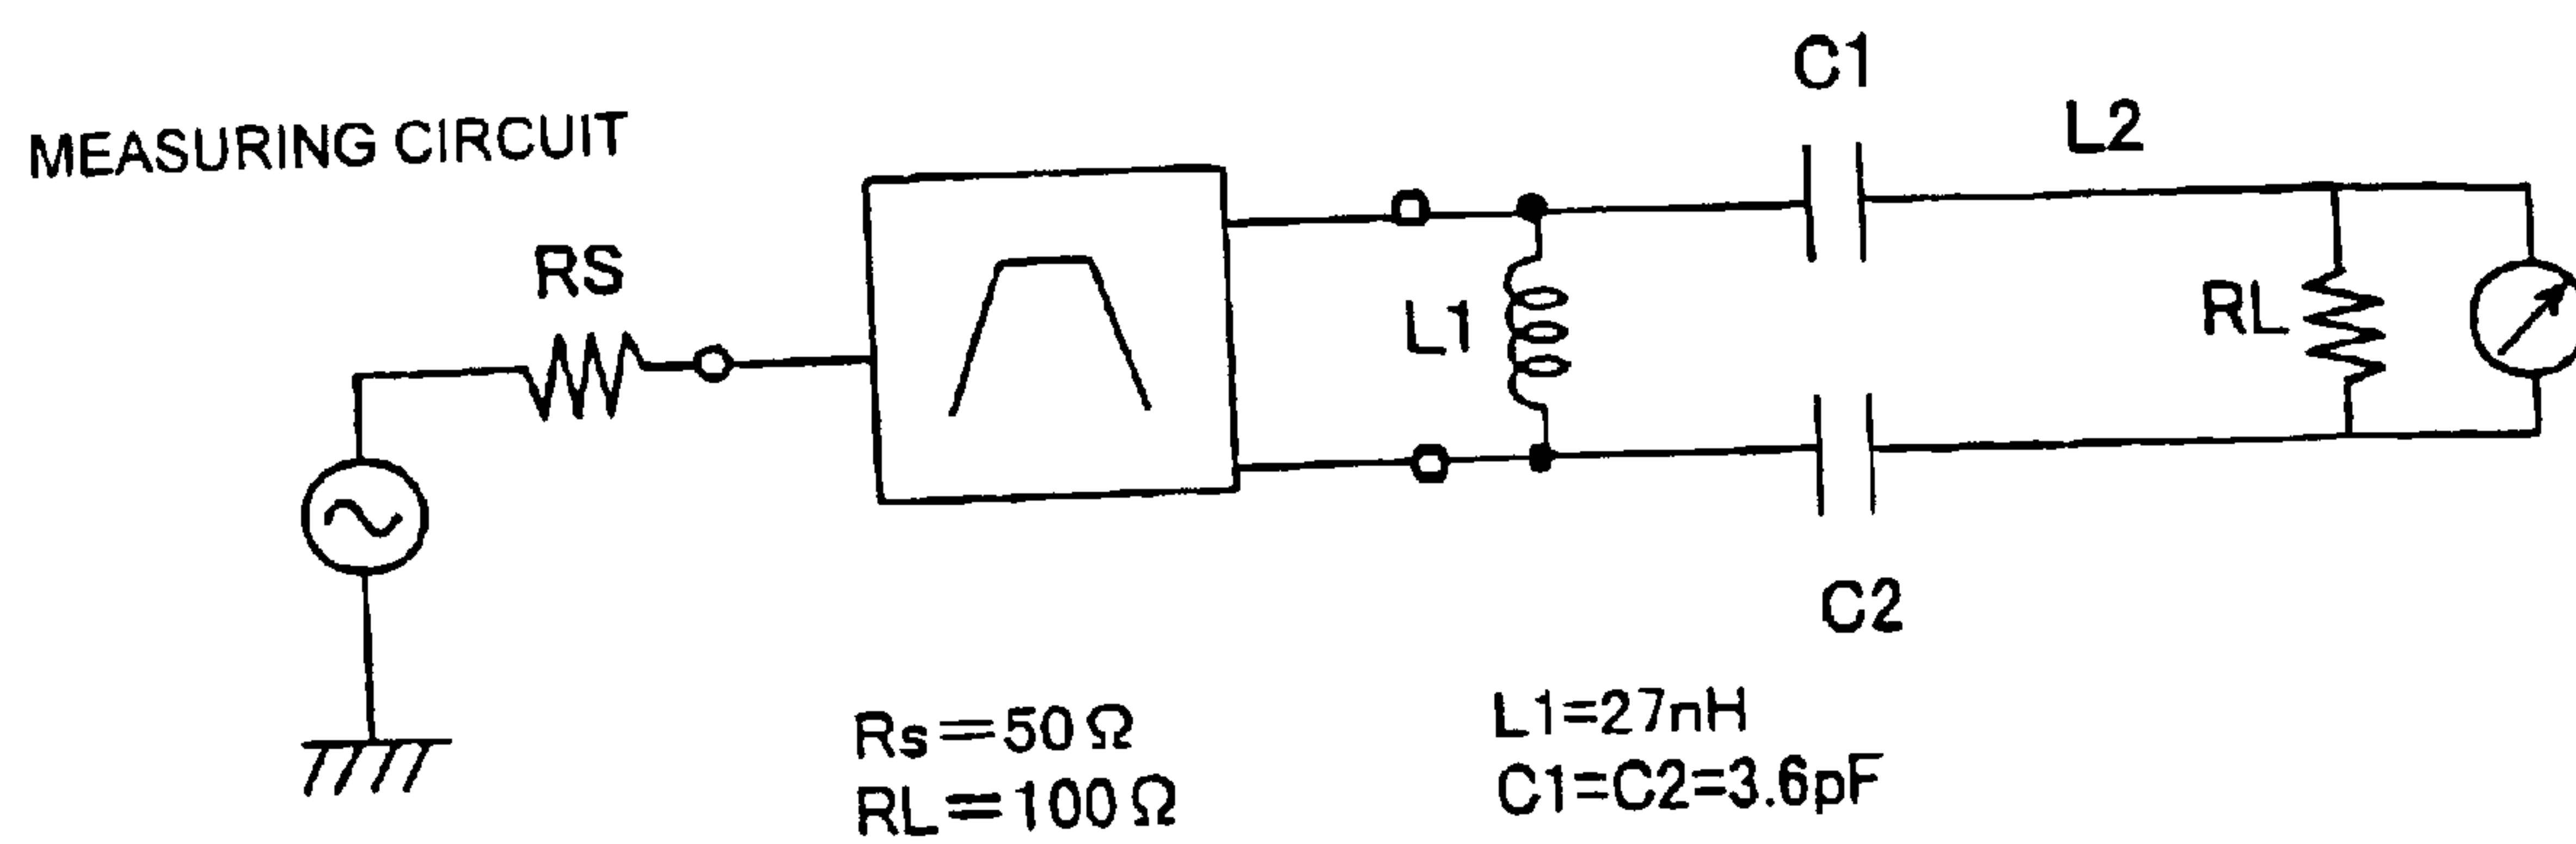 MEASURING CIRCUIT
C1
L2
RS
L1
RL
C2
Rs=50Ω
RL=100Ω
L1=27nH
C1=C2=3.6pF